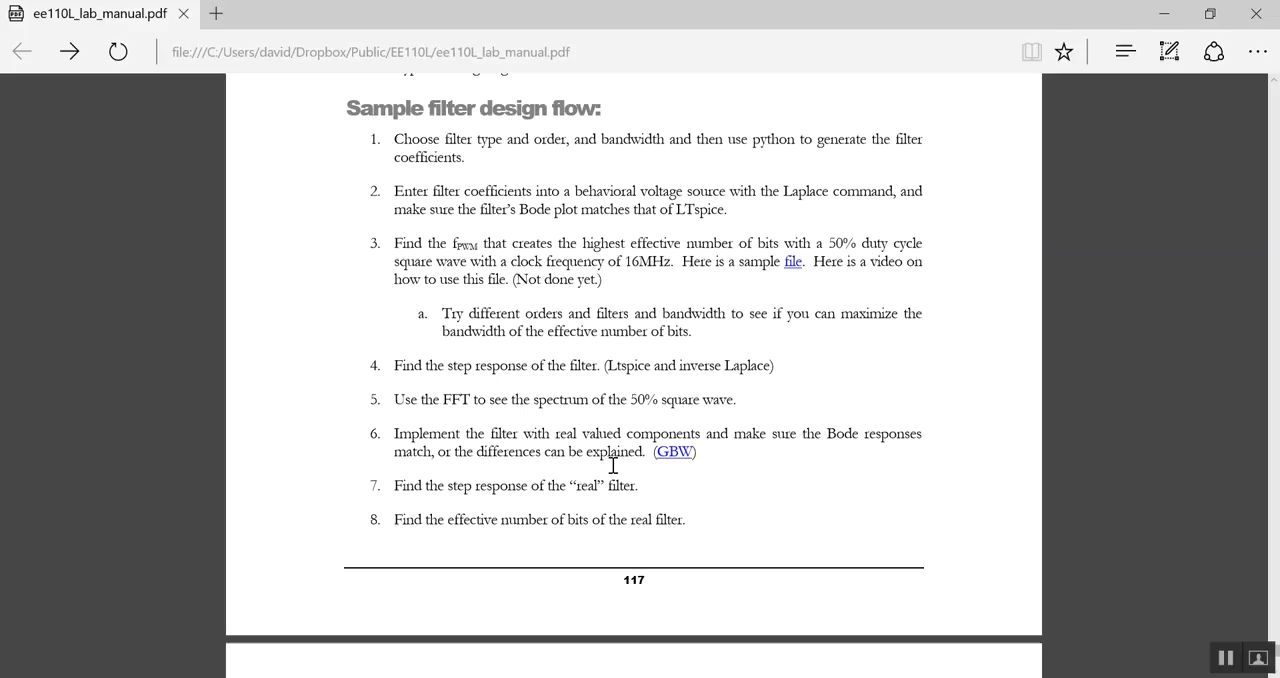 ee110L_lab_manual.pdf
file:///C:/Users/david/Dropbox/Public/EE110L/ee110L_lab_manual.pdf
Sample filter design flow:
1. Choose filter type and order, and bandwidth and then use python to generate the filter
coefficients.
2. Enter filter coefficients into a behavioral voltage source with the Laplace command, and
make sure the filter's Bode plot matches that of LTspice.
3. Find the fPWM that creates the highest effective number of bits with a 50% duty cycle
square wave with a clock frequency of 16MHz. Here is a sample file. Here is a video on
how to use this file. (Not done yet.)
a. Try different orders and filters and bandwidth to see if you can maximize the
bandwidth of the effective number of bits.
4. Find the step response of the filter. (Ltspice and inverse Laplace)
5. Use the FFT to see the spectrum of the 50% square wave.
6. Implement the filter with real valued components and make sure the Bode responses
match, or the differences can be explained. (GBW)
7. Find the step response of the “real” filter.
8. Find the effective number of bits of the real filter.
117